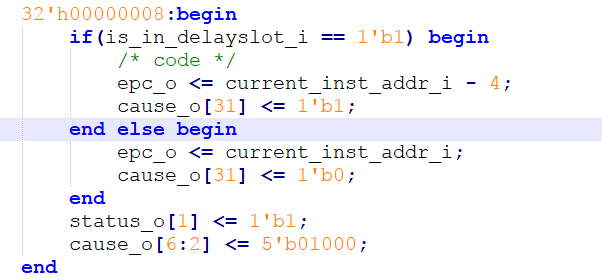 32'h00000008:begin
if(is_in_delayslot_i == 1'b1) begin
/* code */
epc_o <= current_inst_addr_i - 4;
cause_o[31] <= 1'b1;
end else begin
epc_o <= current_inst_addr_i;
cause_o[31] <= 1'b0;
end
status_o[1] <= 1'b1;
cause_o[6:2] <= 5'b01000;
end